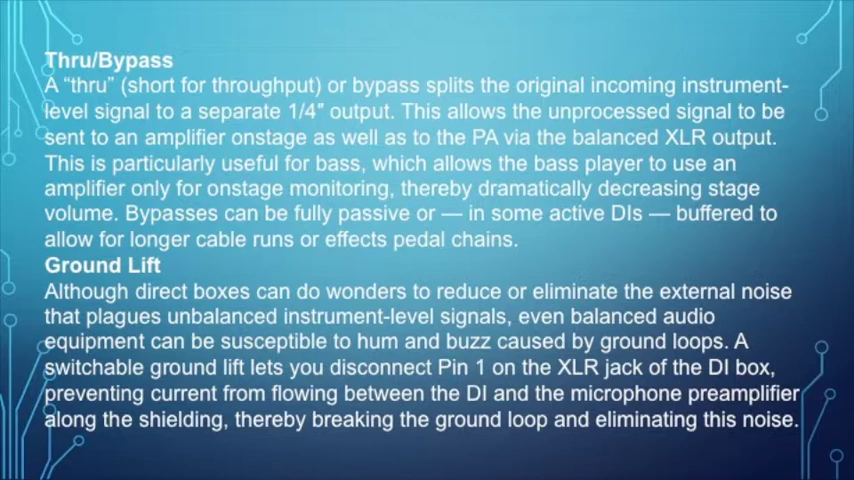 Thru/Bypass
A “thru” (short for throughput) or bypass splits the original incoming instrument-
level signal to a separate 1/4″ output. This allows the unprocessed signal to be
sent to an amplifier onstage as well as to the PA via the balanced XLR output.
This is particularly useful for bass, which allows the bass player to use an
amplifier only for onstage monitoring, thereby dramatically decreasing stage
volume. Bypasses can be fully passive or — in some active DIs — buffered to
allow for longer cable runs or effects pedal chains.
Ground Lift
Although direct boxes can do wonders to reduce or eliminate the external noise
that plagues unbalanced instrument-level signals, even balanced audio
equipment can be susceptible to hum and buzz caused by ground loops. A
switchable ground lift lets you disconnect Pin 1 on the XLR jack of the DI box,
preventing current from flowing between the DI and the microphone preamplifier
along the shielding, thereby breaking the ground loop and eliminating this noise.